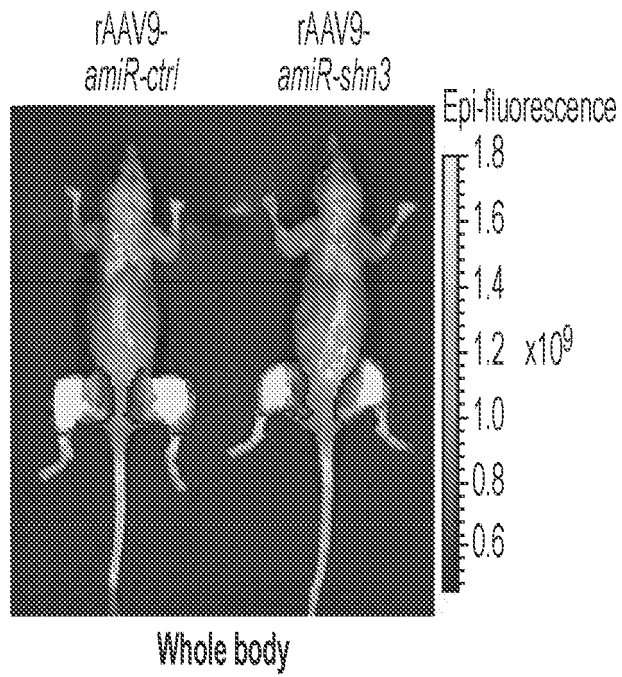 rAAV9- rAAV9-
amiR-ctrl amiR-shn3
Epi-fluorescence
1.8
1.6
1.4
1.2 x10⁹
1.0
0.8
0.6
Whole body